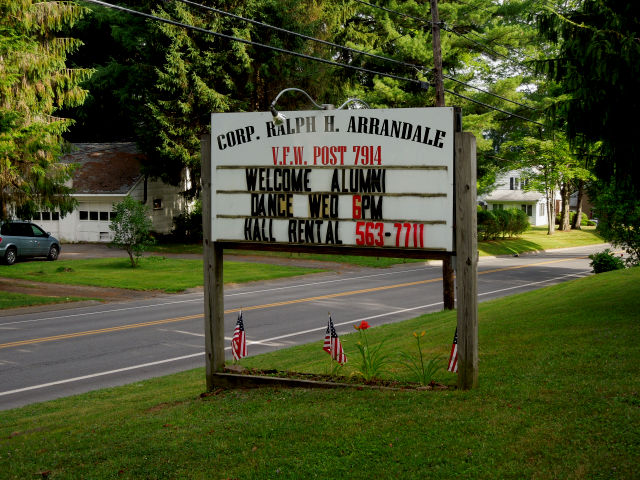 CORP. RALPH H. ARRANDALE
V.F.W. POST 7914
WELCOME ALUMNI
DANCE WED 6PM
HALL RENTAL 563-7711